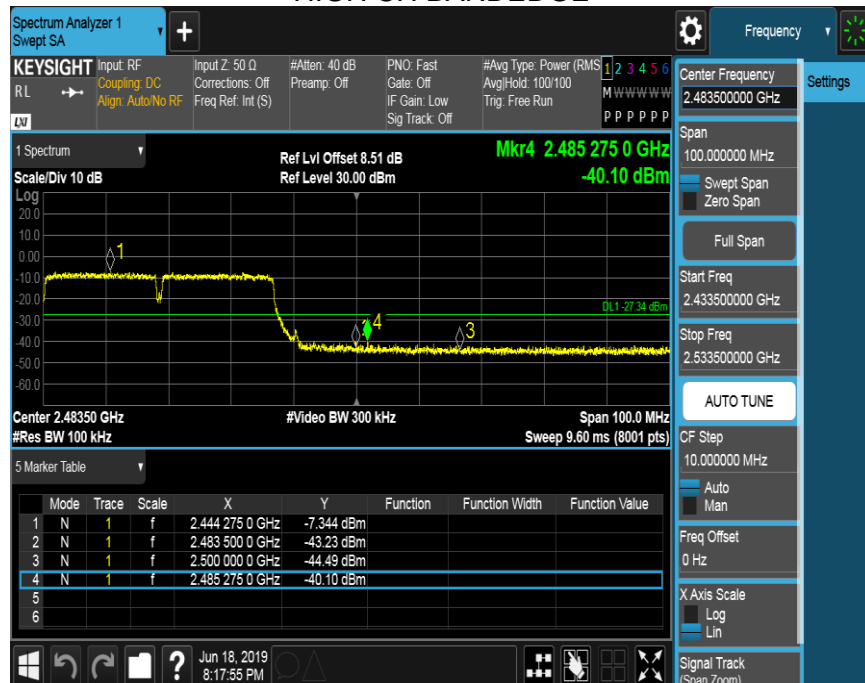 Spectrum Analyzer 1
Swept SA
+
Frequency
KEYSIGHT
RL
LXI
Input: RF
Coupling: DC
Align: Auto/No RF
Input Z: 50 Ω
Corrections: Off
Freq Ref: Int (S)
#Atten: 40 dB
Preamp: Off
PNO: Fast
Gate: Off
IF Gain: Low
Sig Track: Off
#Avg Type: Power (RMS
Avg|Hold: 100/100
Trig: Free Run
1 2 3 4 5 6
M W W W W W
P P P P P P
1 Spectrum
Scale/Div 10 dB
Ref Lvl Offset 8.51 dB
Ref Level 30.00 dBm
Mkr4 2.485 275 0 GHz
-40.10 dBm
Log
20.0
10.0
0.00
-10.0
-20.0
-30.0
-40.0
-50.0
-60.0
1
4
3
DL1 -27.34 dBm
Center 2.48350 GHz
#Res BW 100 kHz
#Video BW 300 kHz
Span 100.0 MHz
Sweep 9.60 ms (8001 pts)
5 Marker Table
Mode Trace Scale X Y Function Function Width Function Value
1 N 1 f 2.444 275 0 GHz -7.344 dBm
2 N 1 f 2.483 500 0 GHz -43.23 dBm
3 N 1 f 2.500 000 0 GHz -44.49 dBm
4 N 1 f 2.485 275 0 GHz -40.10 dBm
5
6
?
Jun 18, 2019
8:17:55 PM
Center Frequency
2.483500000 GHz
Settings
Span
100.000000 MHz
Swept Span
Zero Span
Full Span
Start Freq
2.433500000 GHz
Stop Freq
2.533500000 GHz
AUTO TUNE
CF Step
10.000000 MHz
Auto
Man
Freq Offset
0 Hz
X Axis Scale
Log
Lin
Signal Track
(Span Zoom)